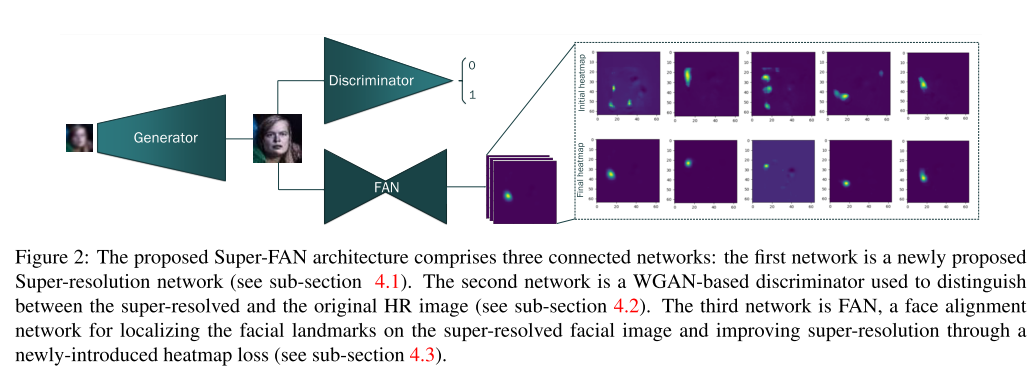 Discriminator
0
1
Generator
FAN
Initial heatmap
Final heatmap
Figure 2: The proposed Super-FAN architecture comprises three connected networks: the first network is a newly proposed
Super-resolution network (see sub-section 4.1). The second network is a WGAN-based discriminator used to distinguish
between the super-resolved and the original HR image (see sub-section 4.2). The third network is FAN, a face alignment
network for localizing the facial landmarks on the super-resolved facial image and improving super-resolution through a
newly-introduced heatmap loss (see sub-section 4.3).